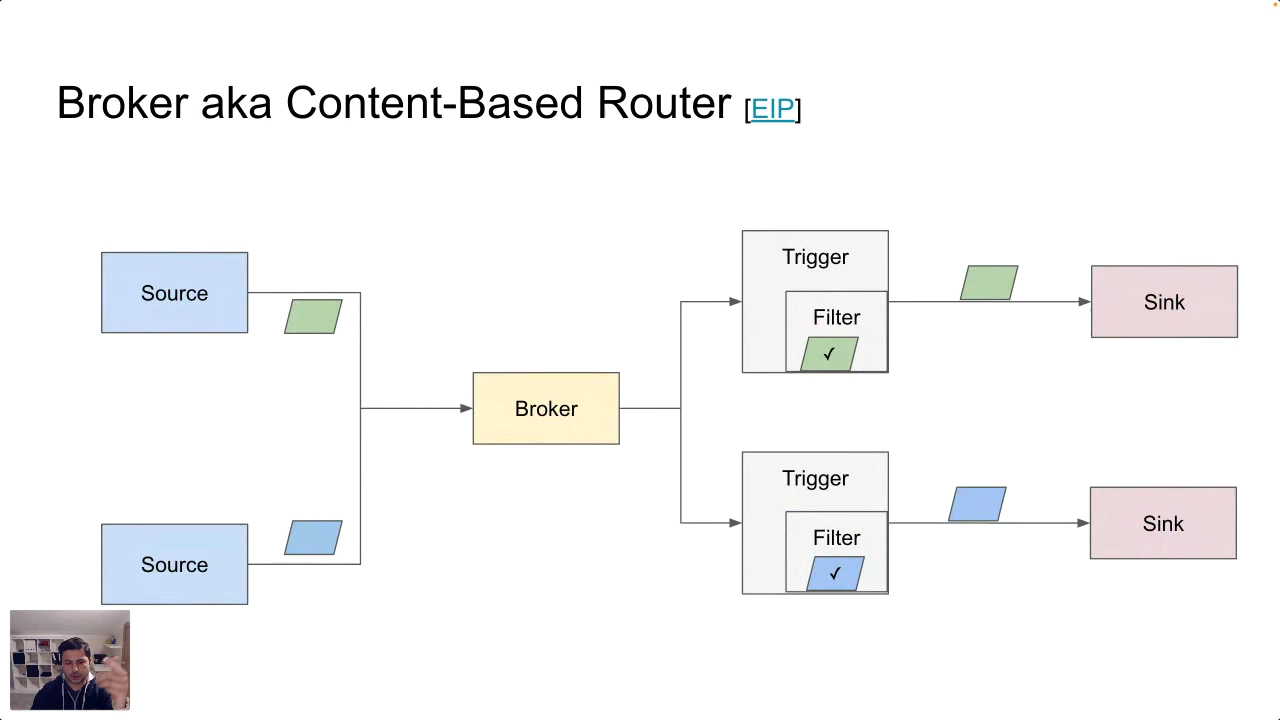 Broker aka Content-Based Router [EIP]
Source
Source
Broker
Trigger
Filter
✓
Sink
Trigger
Filter
✓
Sink